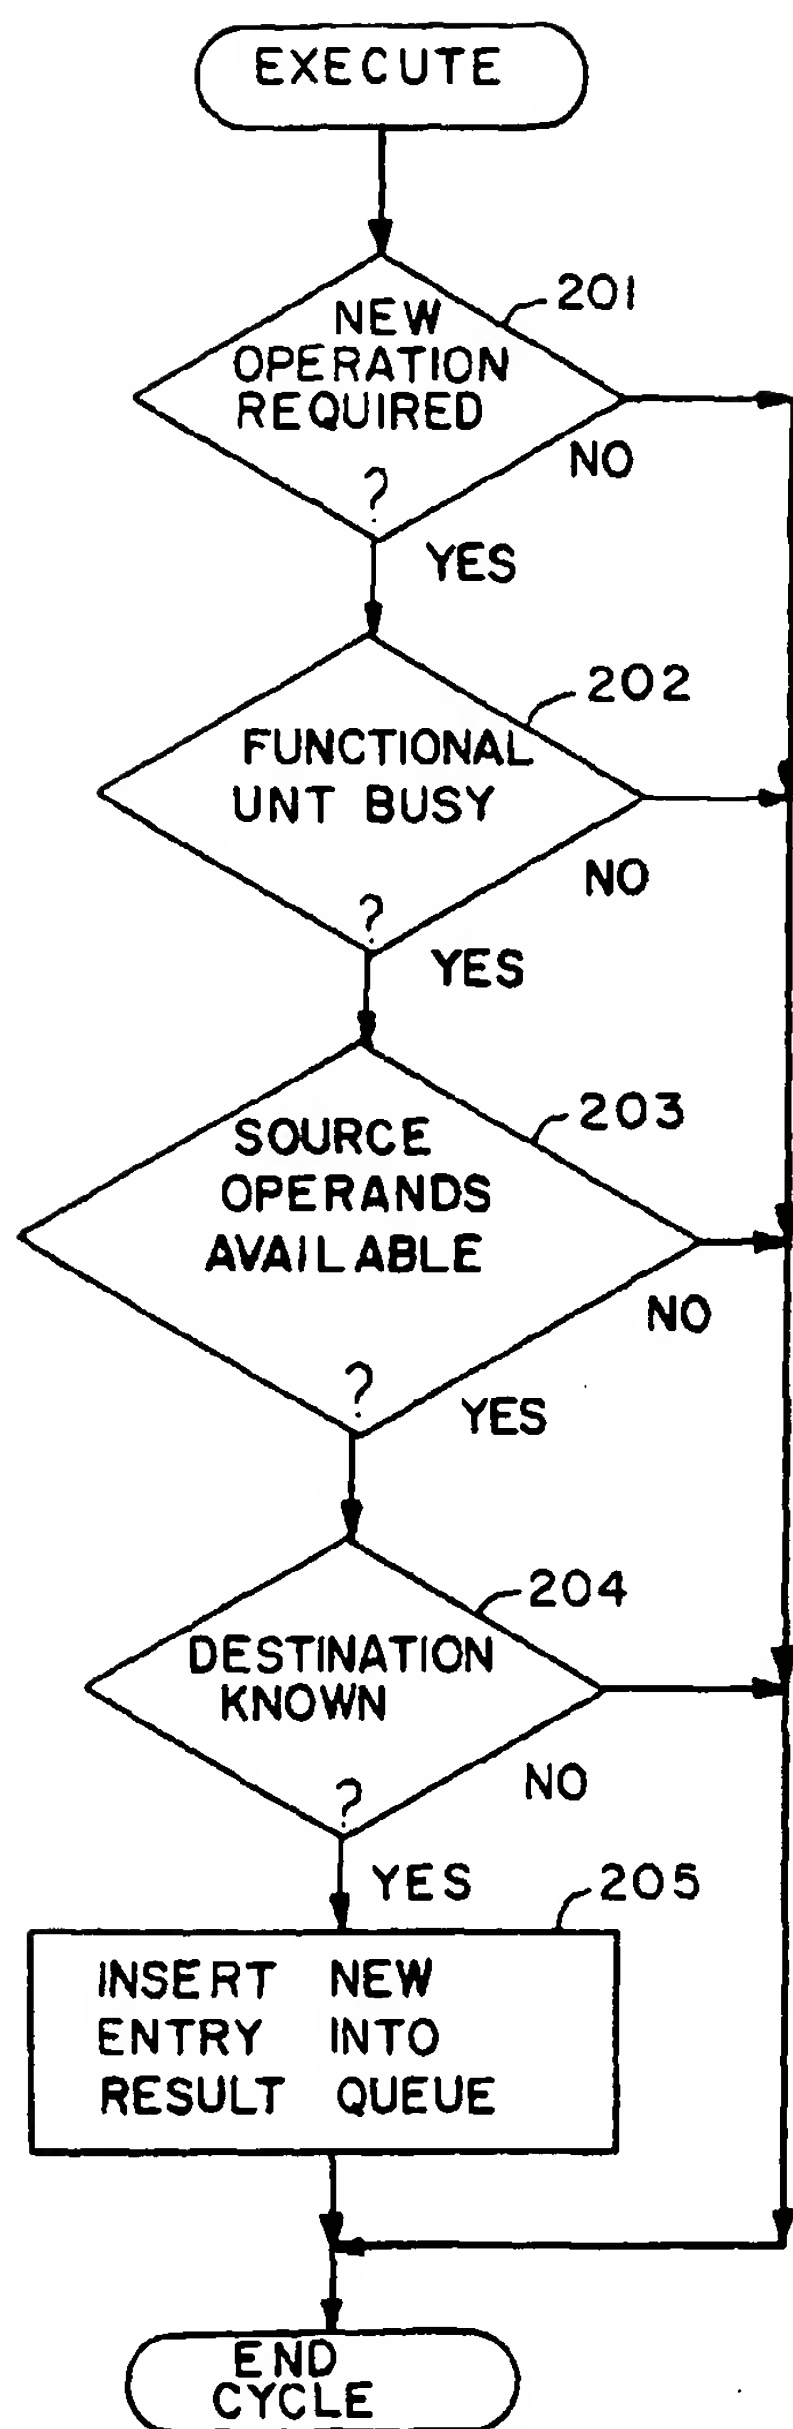 EXECUTE
201
NEW
OPERATION
REQUIRED
?
NO
YES
202
FUNCTIONAL
UNT BUSY
?
NO
YES
203
SOURCE
OPERANDS
AVAILABLE
?
NO
YES
204
DESTINATION
KNOWN
?
NO
YES
205
INSERT NEW
ENTRY INTO
RESULT QUEUE
END
CYCLE